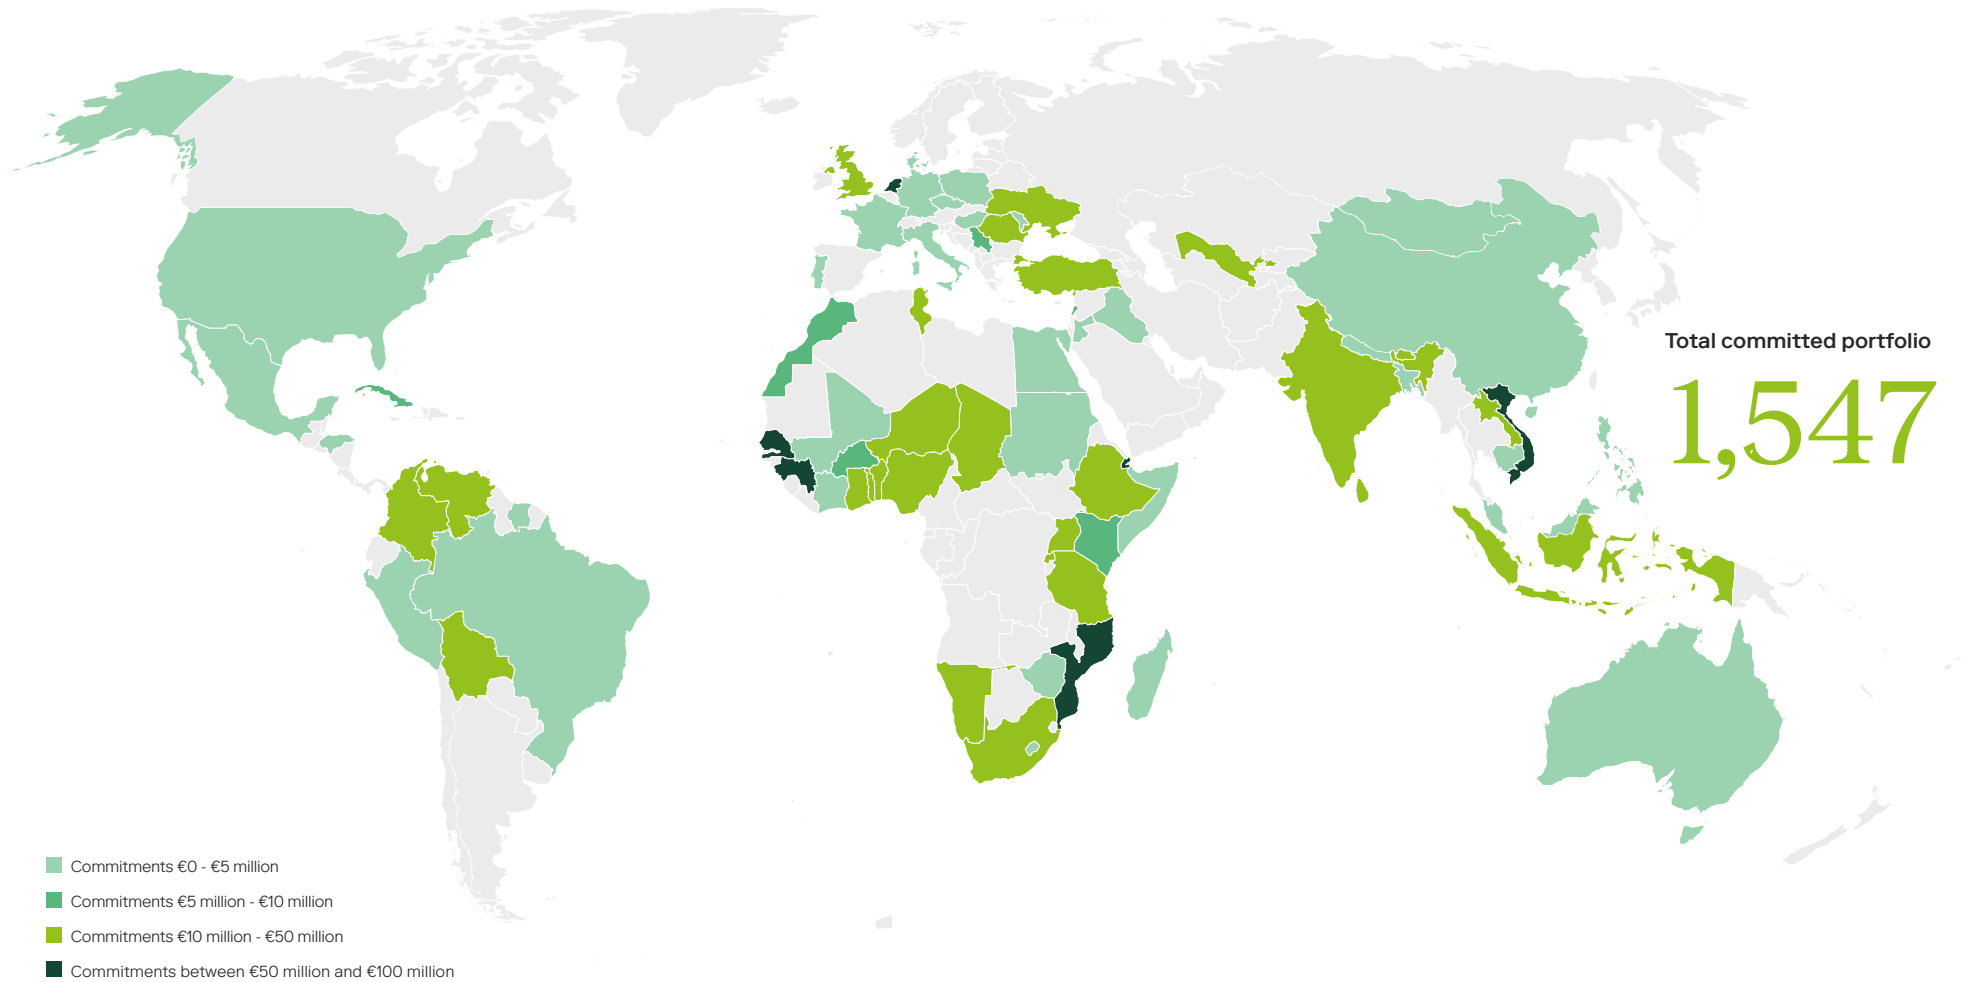 Total committed portfolio
1,547
Commitments €0 - €5 million
Commitments €5 million - €10 million
Commitments €10 million - €50 million
Commitments between €50 million and €100 million